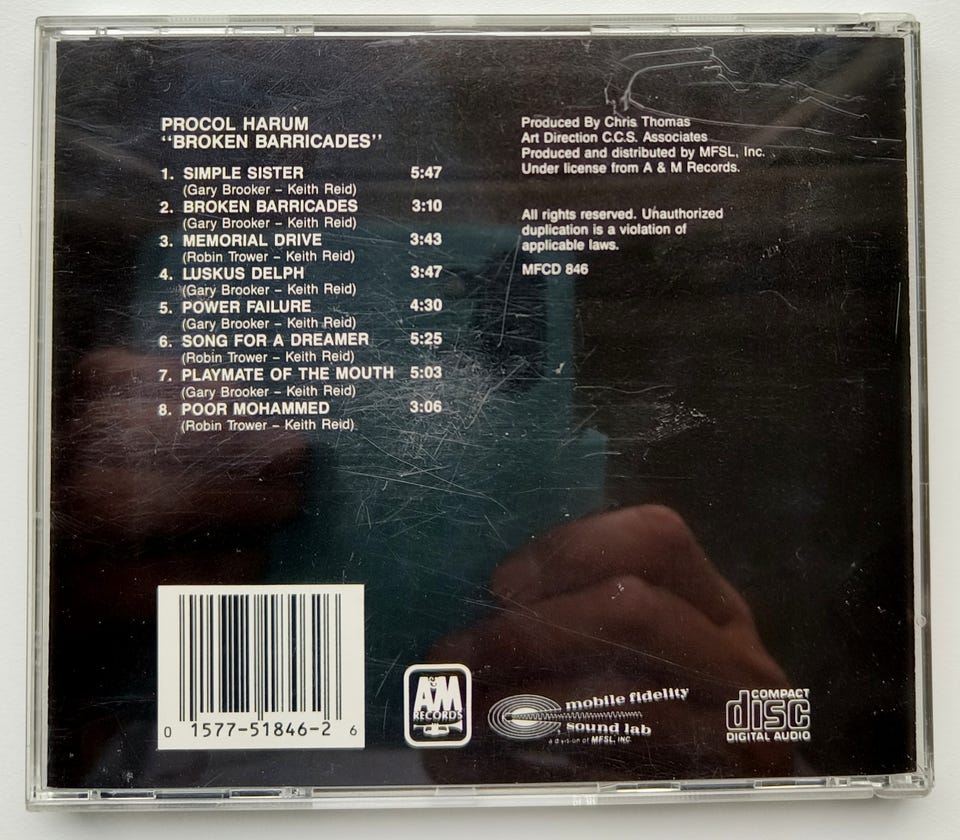 PROCOL HARUM
"BROKEN BARRICADES"
1. SIMPLE SISTER 5:47
(Gary Brooker – Keith Reid)
2. BROKEN BARRICADES 3:10
(Gary Brooker – Keith Reid)
3. MEMORIAL DRIVE 3:43
(Robin Trower – Keith Reid)
4. LUSKUS DELPH 3:47
(Gary Brooker – Keith Reid)
5. POWER FAILURE 4:30
(Gary Brooker – Keith Reid)
6. SONG FOR A DREAMER 5:25
(Robin Trower – Keith Reid)
7. PLAYMATE OF THE MOUTH 5:03
(Gary Brooker – Keith Reid)
8. POOR MOHAMMED 3:06
(Robin Trower – Keith Reid)
Produced By Chris Thomas
Art Direction C.C.S. Associates
Produced and distributed by MFSL, Inc.
Under license from A & M Records.
All rights reserved. Unauthorized
duplication is a violation of
applicable laws.
MFCD 846
0 1577-51846-2 6
A&M
RECORDS
mobile fidelity
sound lab
a division of MFSL, INC.
COMPACT
disc
DIGITAL AUDIO